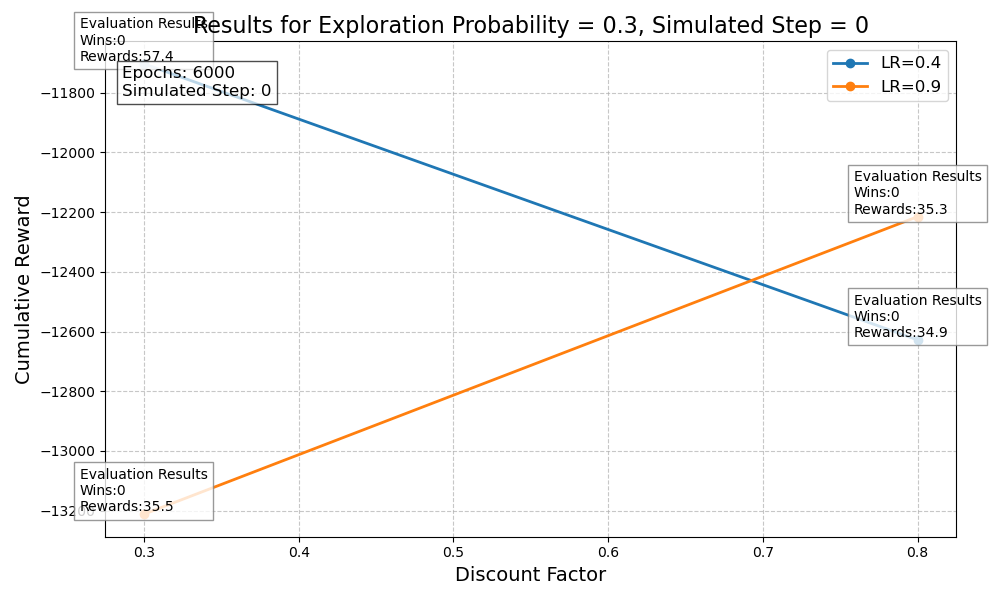 Results for Exploration Probability = 0.3, Simulated Step = 0
Evaluation Results
Wins:0
Rewards:57.4
Epochs: 6000
Simulated Step: 0
LR=0.4
LR=0.9
Evaluation Results
Wins:0
Rewards:35.3
Evaluation Results
Wins:0
Rewards:34.9
Evaluation Results
Wins:0
Rewards:35.5
Cumulative Reward
−11800
−12000
−12200
−12400
−12600
−12800
−13000
−13200
0.3
0.4
0.5
0.6
0.7
0.8
Discount Factor